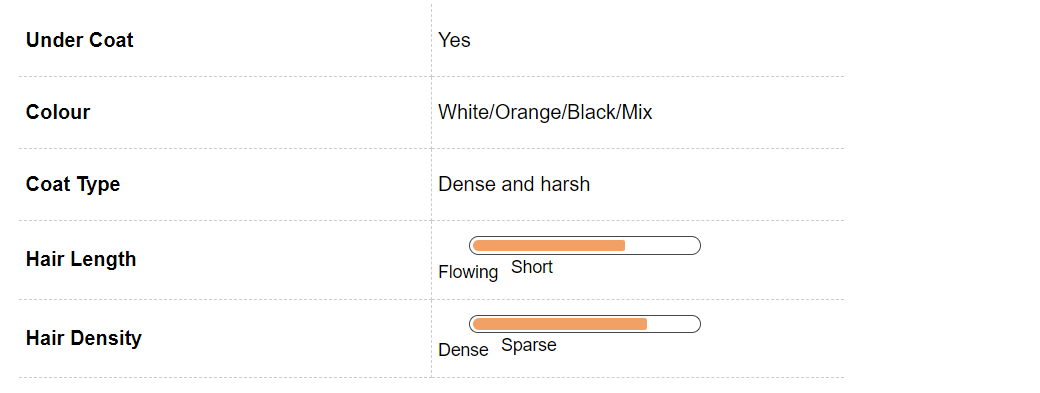 Under Coat Yes
Colour White/Orange/Black/Mix
Coat Type Dense and harsh
Hair Length Flowing Short
Hair Density Dense Sparse